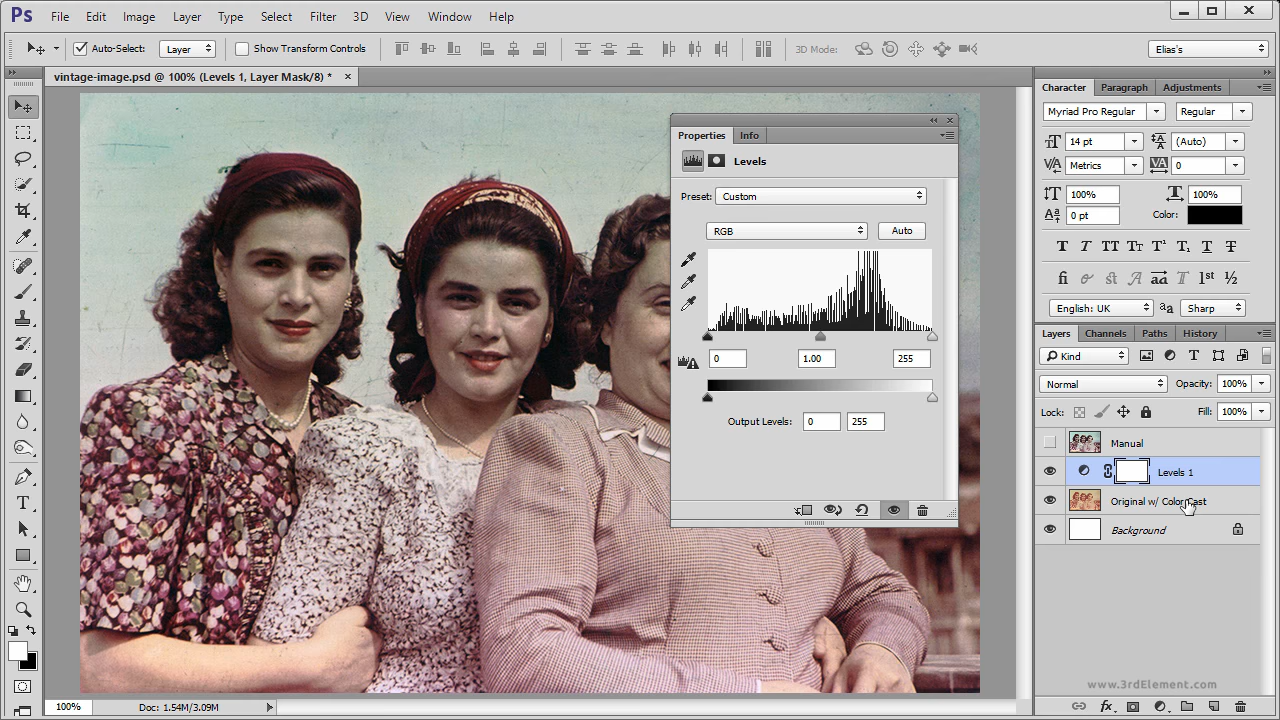 Ps File Edit Image Layer Type Select Filter 3D View Window Help
Auto-Select: Layer Show Transform Controls 3D Mode: Elias's
vintage-image.psd @ 100% (Levels 1, Layer Mask/8) *
Properties Info
Levels
Preset: Custom
RGB Auto
0 1.00 255
Output Levels: 0 255
Character Paragraph Adjustments
Myriad Pro Regular Regular
14 pt (Auto)
Metrics 0
100% 100%
0 pt Color:
T T TT Tт T¹ T₁ T T
fi st A aa T 1st ½
English: UK aa Sharp
Layers Channels Paths History
Kind
Normal Opacity: 100%
Lock: Fill: 100%
Manual
Levels 1
Original w/ Color Cast
Background
www.3rdElement.com
100% Doc: 1.54M/3.09M
fx